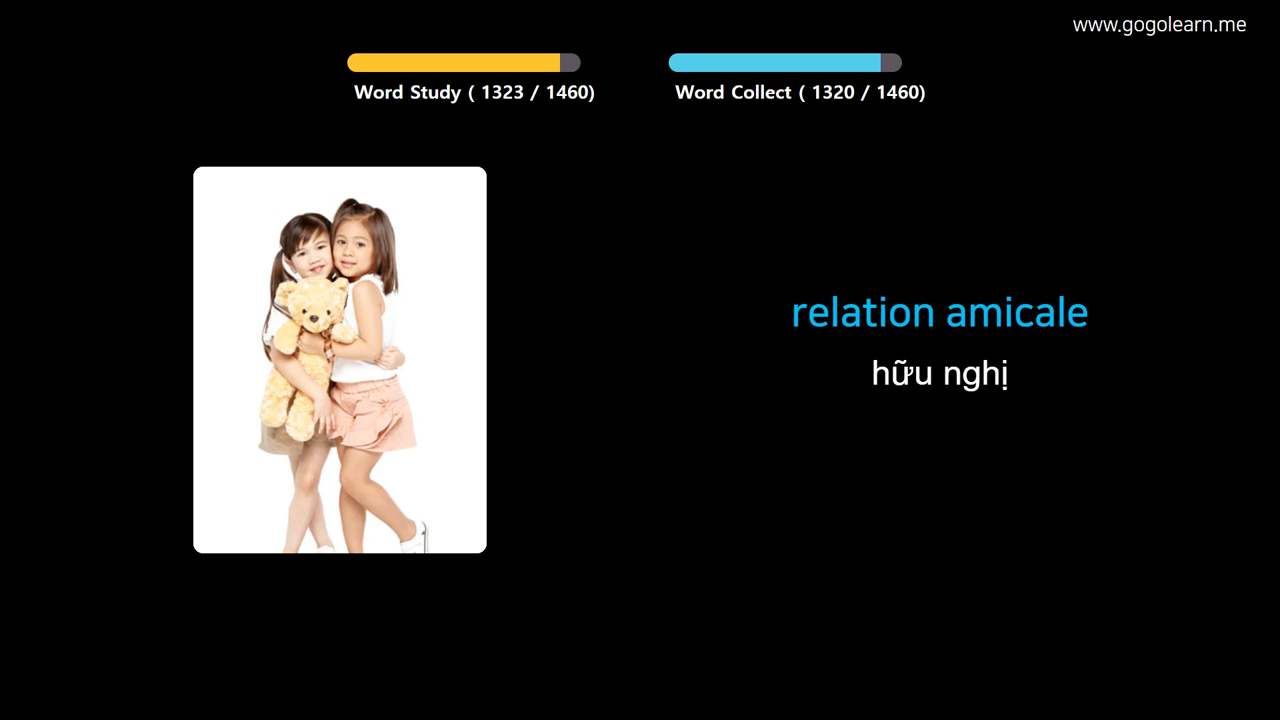 www.gogolearn.me
Word Study ( 1323 / 1460)
Word Collect ( 1320 / 1460)
relation amicale
hữu nghị